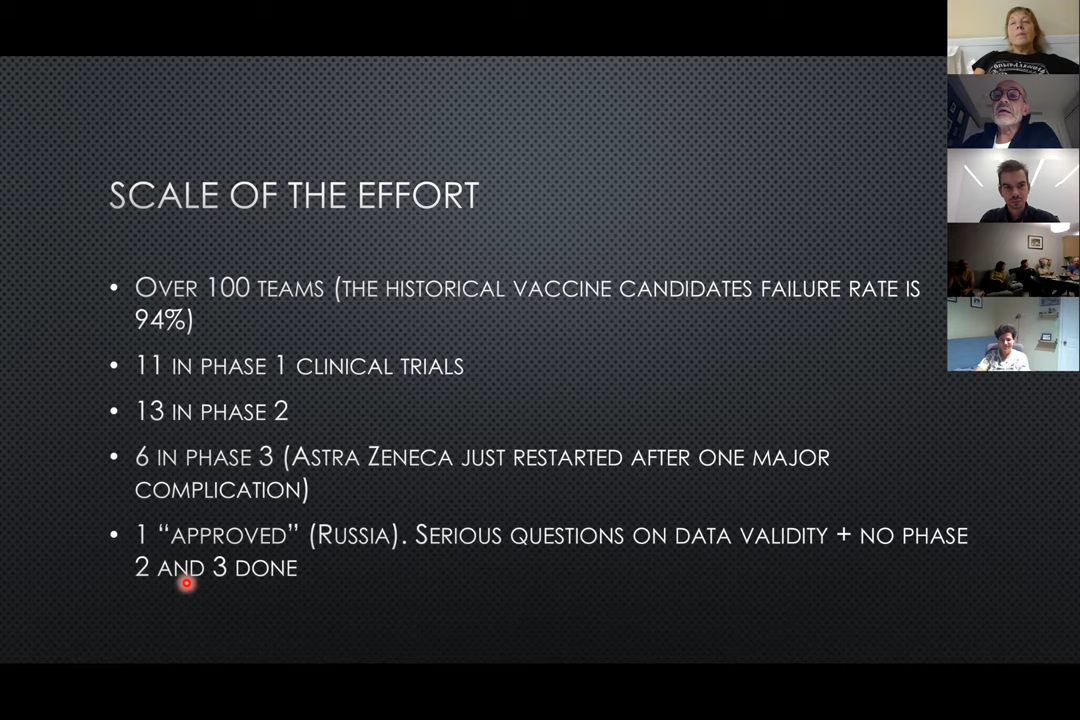 SCALE OF THE EFFORT
• OVER 100 TEAMS (THE HISTORICAL VACCINE CANDIDATES FAILURE RATE IS
94%)
• 11 IN PHASE 1 CLINICAL TRIALS
• 13 IN PHASE 2
• 6 IN PHASE 3 (ASTRA ZENECA JUST RESTARTED AFTER ONE MAJOR
COMPLICATION)
• 1 “APPROVED” (RUSSIA). SERIOUS QUESTIONS ON DATA VALIDITY + NO PHASE
2 AND 3 DONE